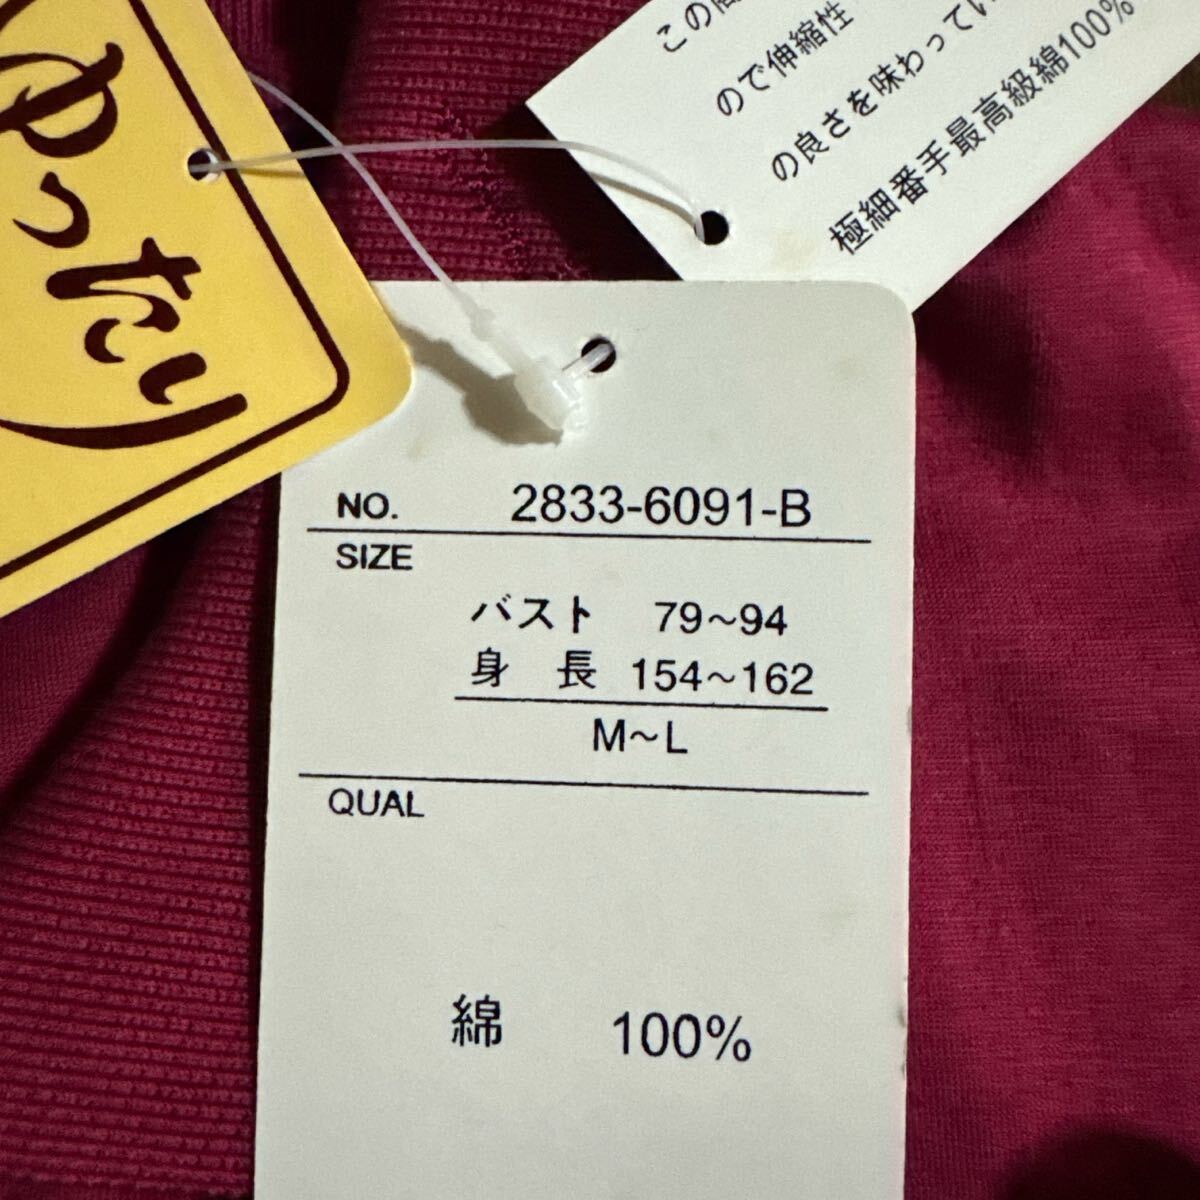 ゆったり
この
ので伸縮性
の良さを味わって
極細番手最高級綿100%
NO. 2833-6091-B
SIZE
バスト 79～94
身 長 154～162
M～L
QUAL
綿 100%